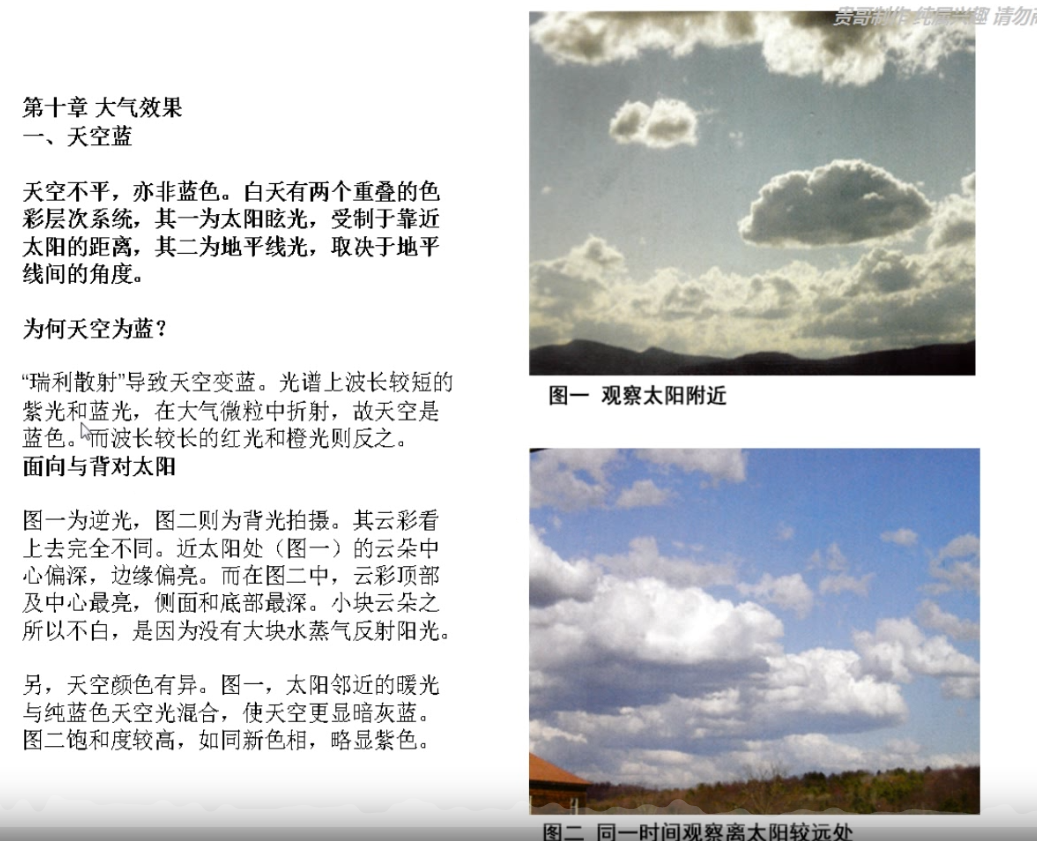 贵哥制作 纯属兴趣 请勿
第十章 大气效果
一、天空蓝
天空不平，亦非蓝色。白天有两个重叠的色
彩层次系统，其一为太阳眩光，受制于靠近
太阳的距离，其二为地平线光，取决于地平
线间的角度。
为何天空为蓝？
“瑞利散射”导致天空变蓝。光谱上波长较短的
紫光和蓝光，在大气微粒中折射，故天空是
蓝色。而波长较长的红光和橙光则反之。
面向与背对太阳
图一为逆光，图二则为背光拍摄。其云彩看
上去完全不同。近太阳处（图一）的云朵中
心偏深，边缘偏亮。而在图二中，云彩顶部
及中心最亮，侧面和底部最深。小块云朵之
所以不白，是因为没有大块水蒸气反射阳光。
另，天空颜色有异。图一，太阳邻近的暖光
与纯蓝色天空光混合，使天空更显暗灰蓝。
图二饱和度较高，如同新色相，略显紫色。
图一 观察太阳附近
图二 同一时间观察离太阳较远处